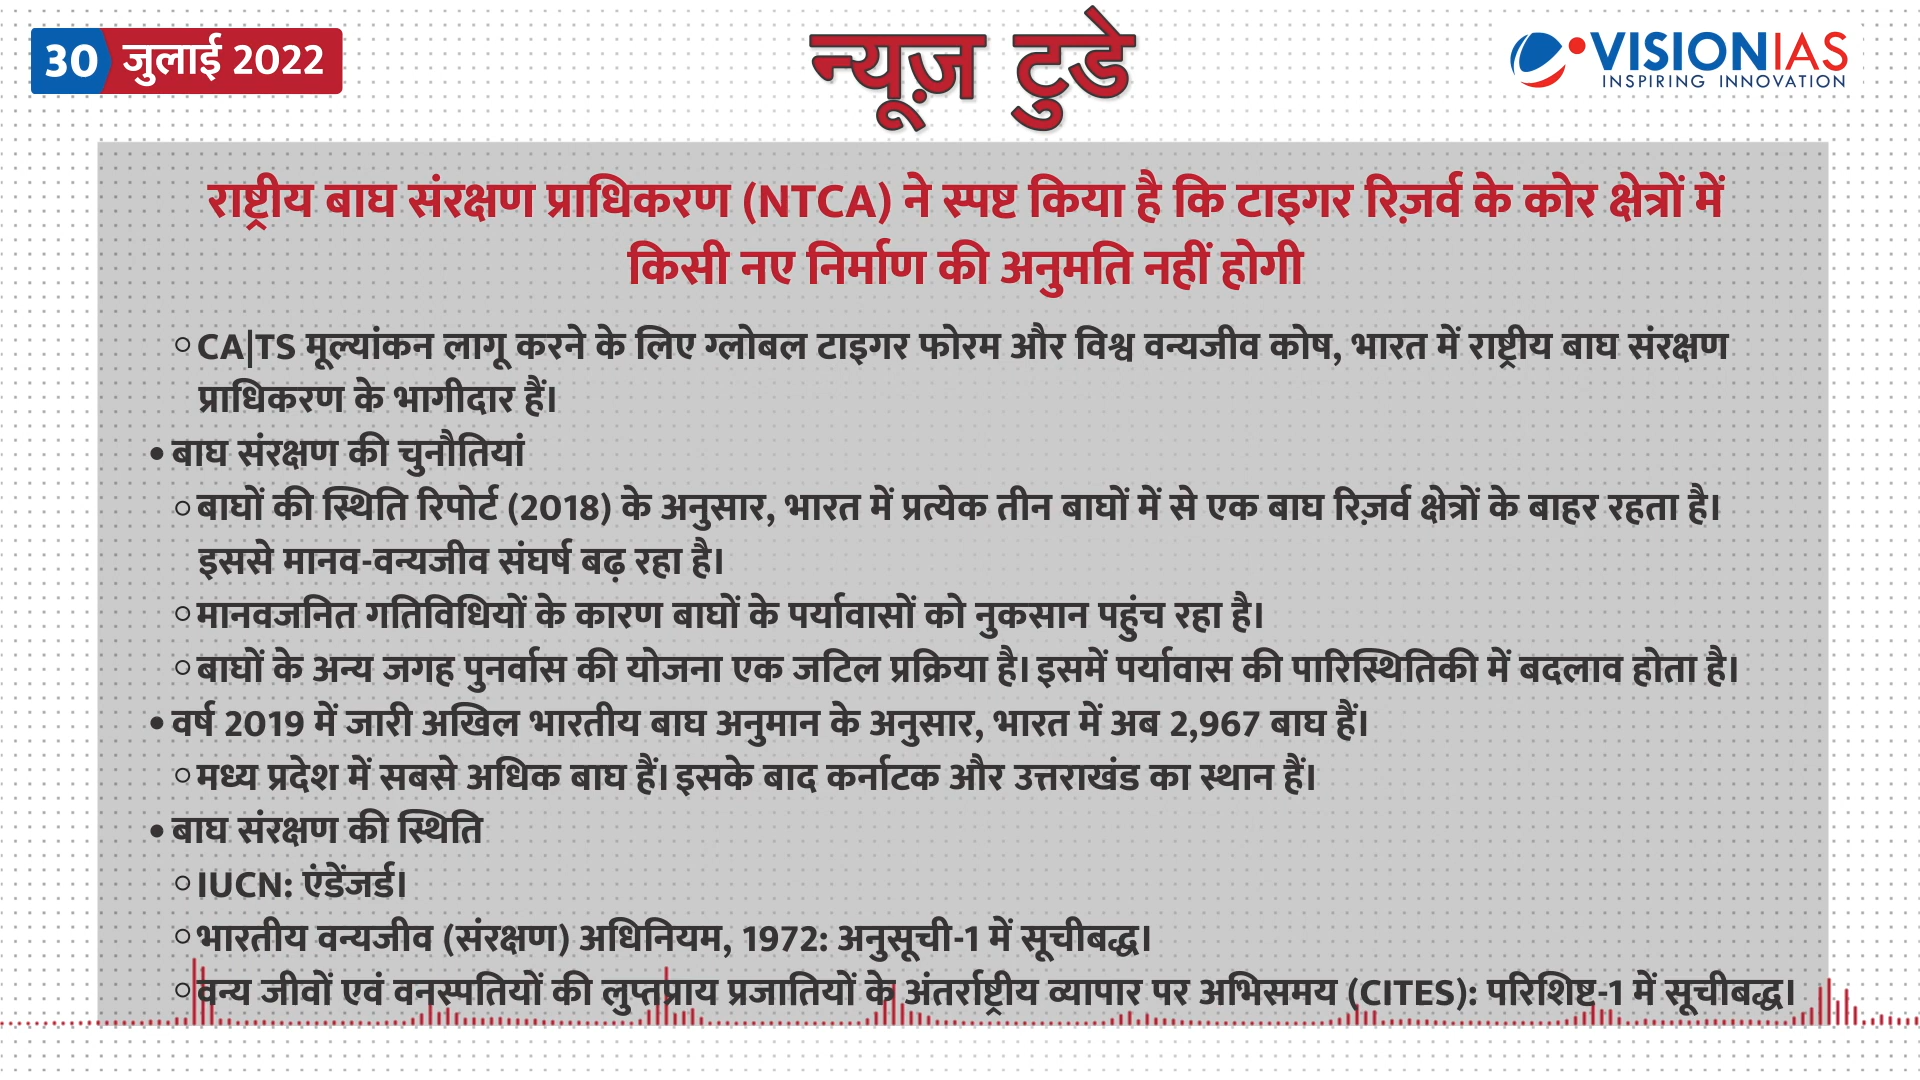 30 जुलाई 2022
न्यूज़ टुडे
VISIONIAS
INSPIRING INNOVATION
राष्ट्रीय बाघ संरक्षण प्राधिकरण (NTCA) ने स्पष्ट किया है कि टाइगर रिज़र्व के कोर क्षेत्रों में
किसी नए निर्माण की अनुमति नहीं होगी
○ CA|TS मूल्यांकन लागू करने के लिए ग्लोबल टाइगर फोरम और विश्व वन्यजीव कोष, भारत में राष्ट्रीय बाघ संरक्षण
प्राधिकरण के भागीदार हैं।
• बाघ संरक्षण की चुनौतियां
○ बाघों की स्थिति रिपोर्ट (2018) के अनुसार, भारत में प्रत्येक तीन बाघों में से एक बाघ रिज़र्व क्षेत्रों के बाहर रहता है।
इससे मानव-वन्यजीव संघर्ष बढ़ रहा है।
○ मानवजनित गतिविधियों के कारण बाघों के पर्यावासों को नुकसान पहुंच रहा है।
○ बाघों के अन्य जगह पुनर्वास की योजना एक जटिल प्रक्रिया है। इसमें पर्यावास की पारिस्थितिकी में बदलाव होता है।
• वर्ष 2019 में जारी अखिल भारतीय बाघ अनुमान के अनुसार, भारत में अब 2,967 बाघ हैं।
○ मध्य प्रदेश में सबसे अधिक बाघ हैं। इसके बाद कर्नाटक और उत्तराखंड का स्थान हैं।
• बाघ संरक्षण की स्थिति
○ IUCN: एंडेंजर्ड।
○ भारतीय वन्यजीव (संरक्षण) अधिनियम, 1972: अनुसूची-1 में सूचीबद्ध।
○ वन्य जीवों एवं वनस्पतियों की लुप्तप्राय प्रजातियों के अंतर्राष्ट्रीय व्यापार पर अभिसमय (CITES): परिशिष्ट-1 में सूचीबद्ध।